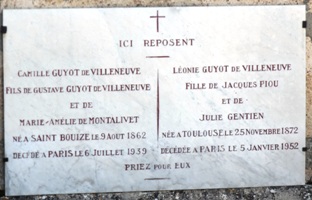 ICI REPOSENT
CAMILLE GUYOT DE VILLENEUVE
FILS DE GUSTAVE GUYOT DE VILLENEUVE
ET DE
MARIE-AMÉLIE DE MONTALIVET
NÉ A SAINT BOUIZE LE 9 AOUT 1862
DÉCÉDÉ A PARIS LE 6 JUILLET 1939
LÉONIE GUYOT DE VILLENEUVE
FILLE DE JACQUES PIOU
ET DE
JULIE GENTIEN
NÉE A TOULOUSE LE 25 NOVEMBRE 1872
DÉCÉDÉE A PARIS LE 5 JANVIER 1952
PRIEZ POUR EUX